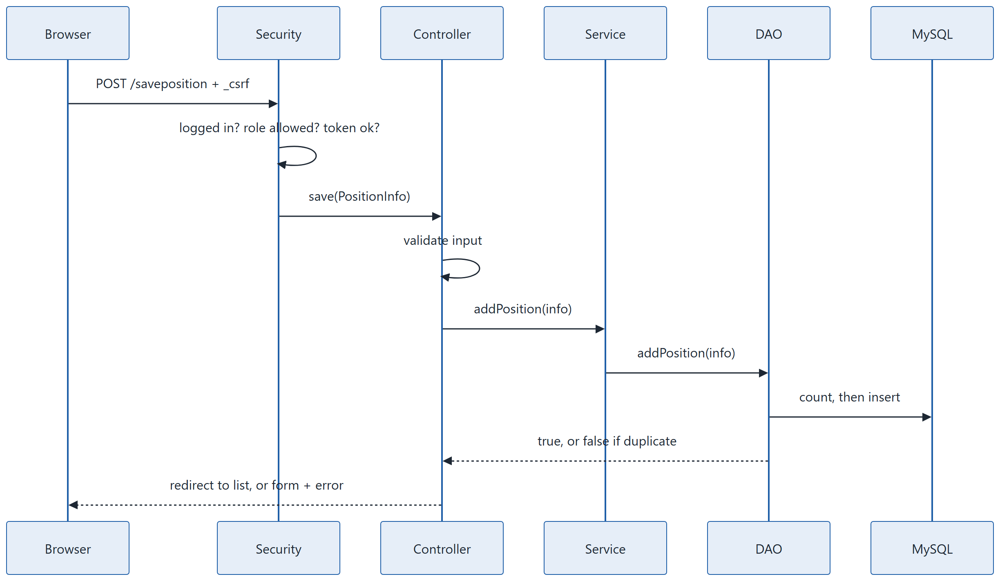 Browser
Security
Controller
Service
DAO
MySQL
POST /saveposition + _csrf
logged in? role allowed? token ok?
save(PositionInfo)
validate input
addPosition(info)
addPosition(info)
count, then insert
true, or false if duplicate
redirect to list, or form + error
Browser
Security
Controller
Service
DAO
MySQL